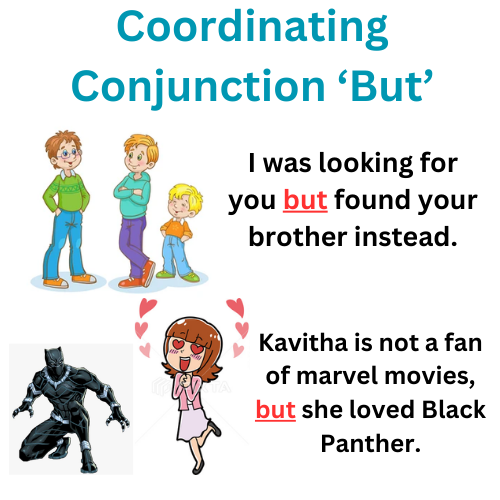 Coordinating
Conjunction ‘But’
I was looking for
you but found your
brother instead.
Kavitha is not a fan
of marvel movies,
but she loved Black
Panther.